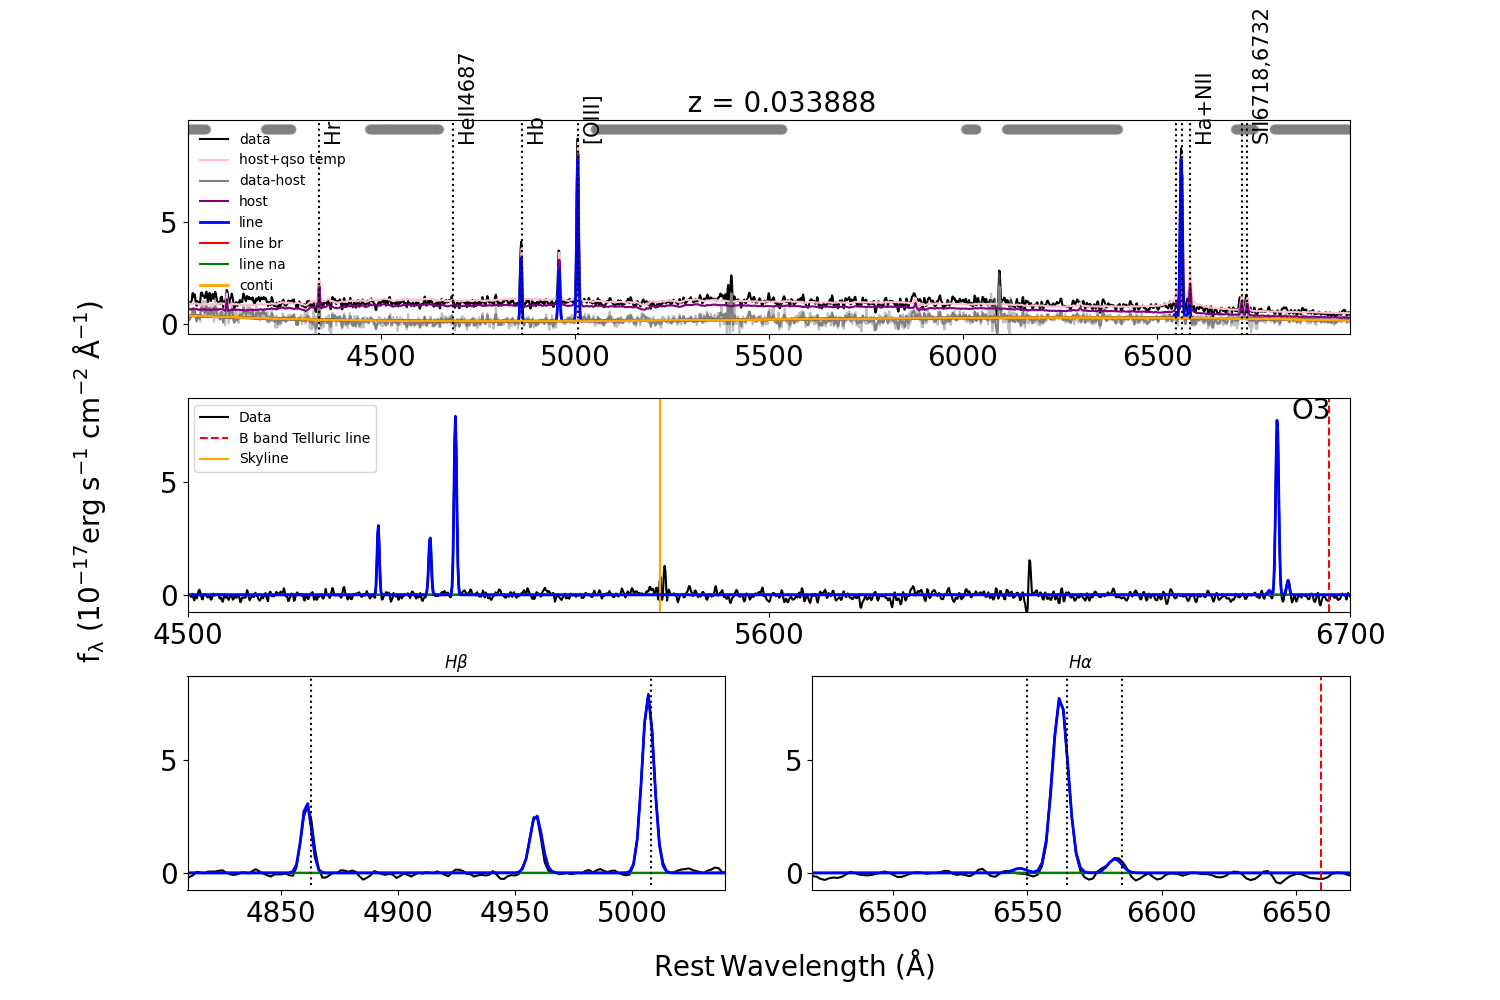 z = 0.033888
Hr
HeII4687
Hb
[OIII]
Ha+NII
SII6718,6732
data
host+qso temp
data-host
host
line
line br
line na
conti
5
0
4500
5000
5500
6000
6500
Data
B band Telluric line
Skyline
O3
5
0
4500
5600
6700
fλ (10⁻¹⁷erg s⁻¹ cm⁻² Å⁻¹)
Hβ
5
0
4850
4900
4950
5000
Hα
5
0
6500
6550
6600
6650
Rest Wavelength (Å)